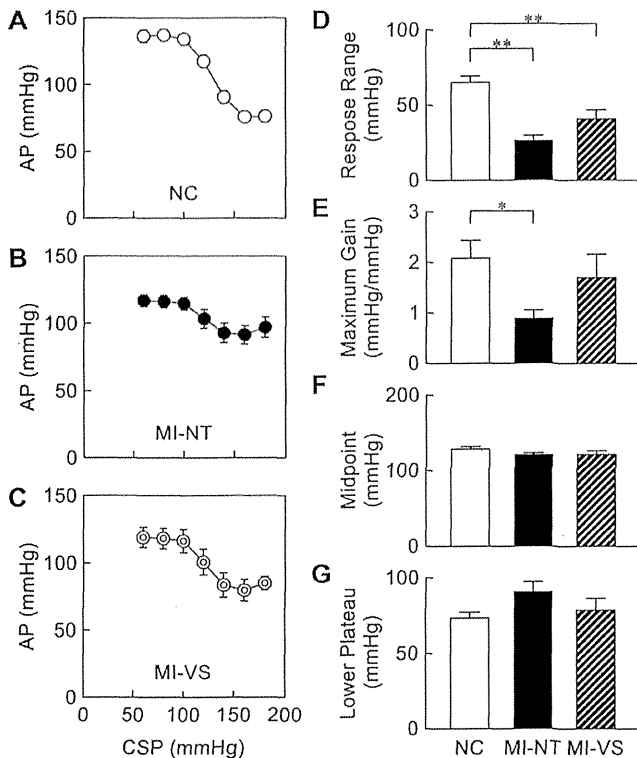 A
150
100
50
0
AP (mmHg)
NC
B
150
100
50
0
AP (mmHg)
MI-NT
C
150
100
50
0
AP (mmHg)
MI-VS
0 50 100 150 200
CSP (mmHg)
D
100
50
0
Respose Range
(mmHg)
**
**
E
3
2
1
0
Maximum Gain
(mmHg/mmHg)
*
F
200
100
0
Midpoint
(mmHg)
G
100
50
0
Lower Plateau
(mmHg)
NC MI-NT MI-VS